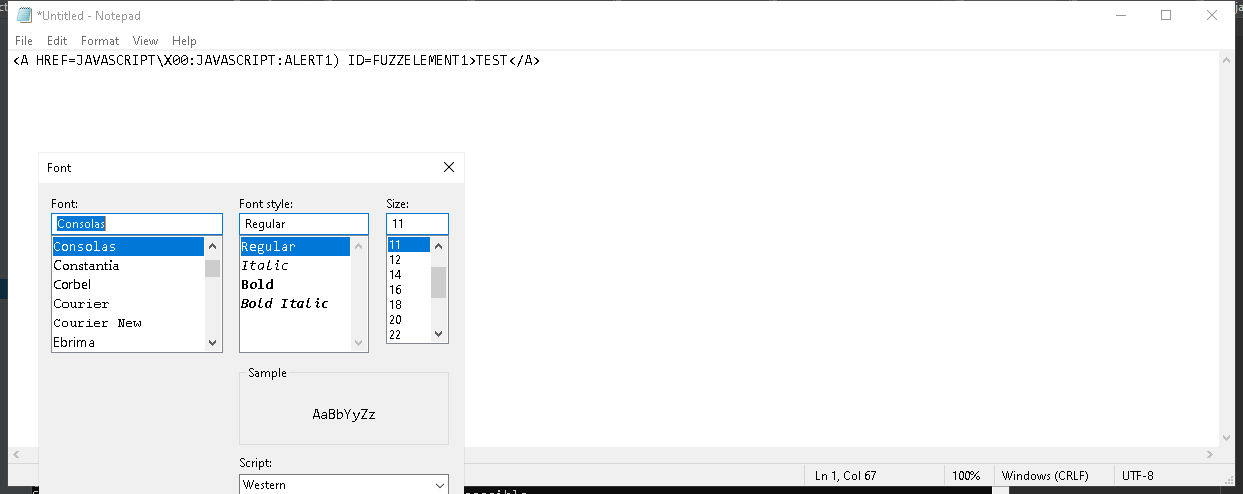 *Untitled - Notepad
File Edit Format View Help
<A HREF=JAVASCRIPT\X00:JAVASCRIPT:ALERT1) ID=FUZZELEMENT1>TEST</A>
Font
Font: Font style: Size:
Consolas Regular 11
Consolas Regular 11
Constantia Italic 12
Corbel Bold 14
Courier Bold Italic 16
Courier New 18
Ebrima 20
22
Sample
AaBbYyZz
Script:
Western
Ln 1, Col 67 100% Windows (CRLF) UTF-8